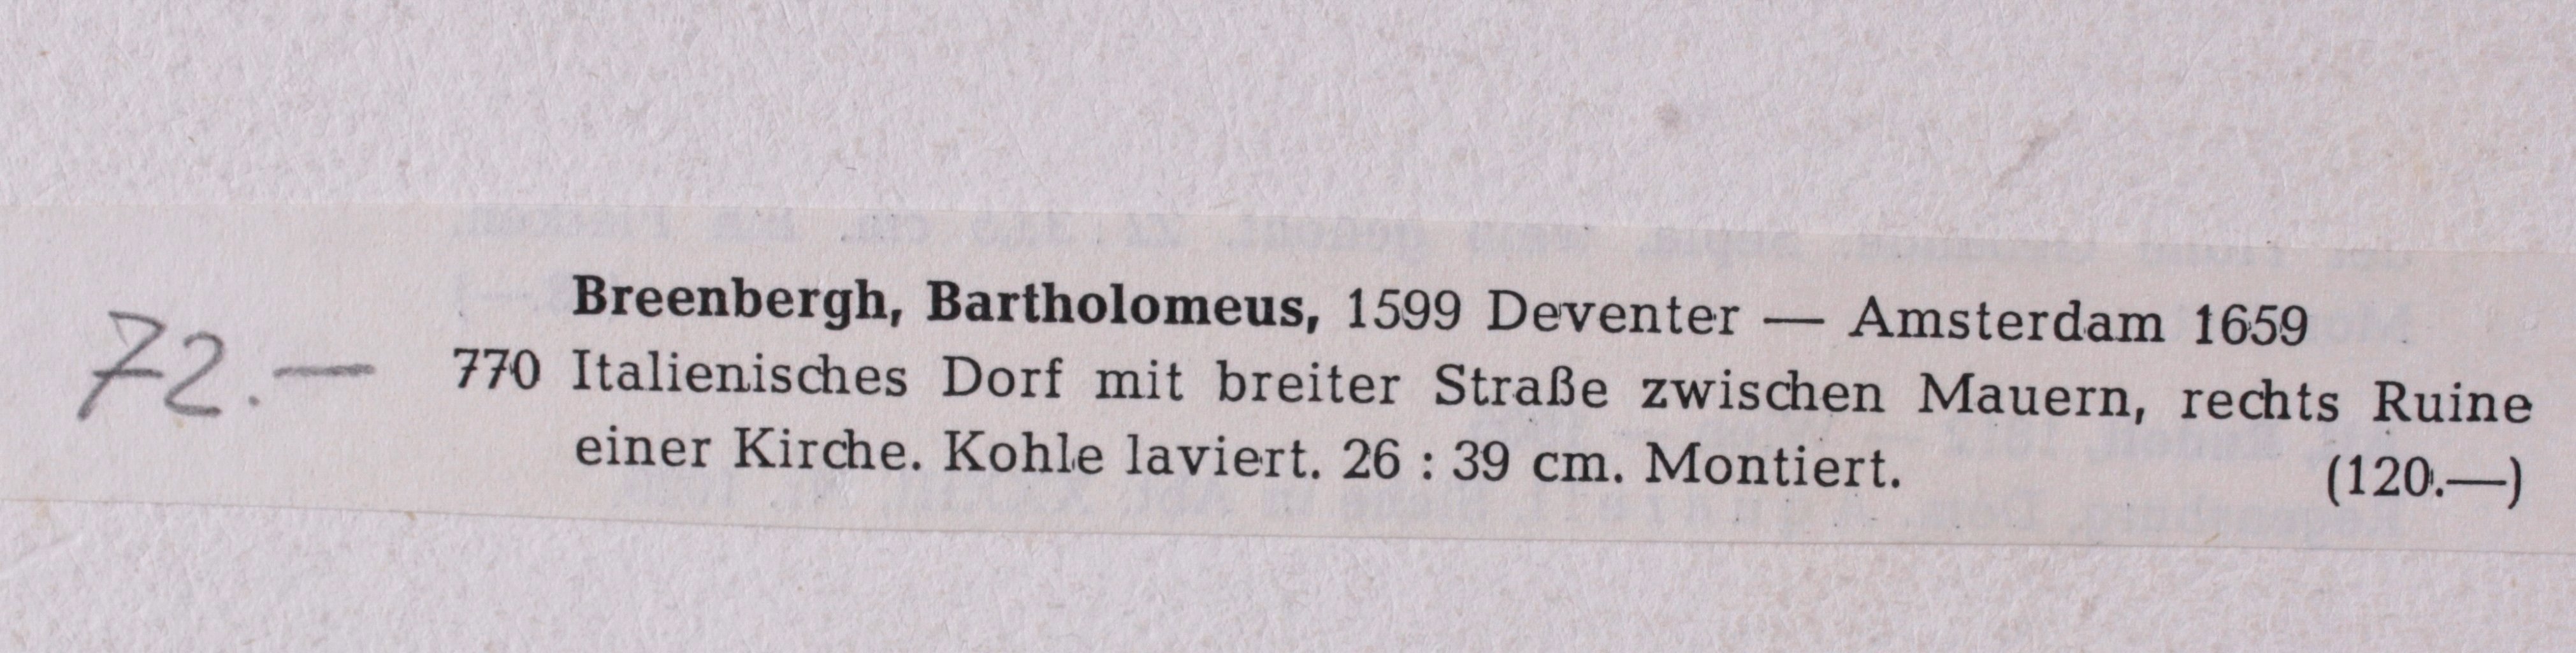 Breenbergh, Bartholomeus, 1599 Deventer — Amsterdam 1659
72.— 770 Italienisches Dorf mit breiter Straße zwischen Mauern, rechts Ruine
einer Kirche. Kohle laviert. 26 : 39 cm. Montiert. (120.—)